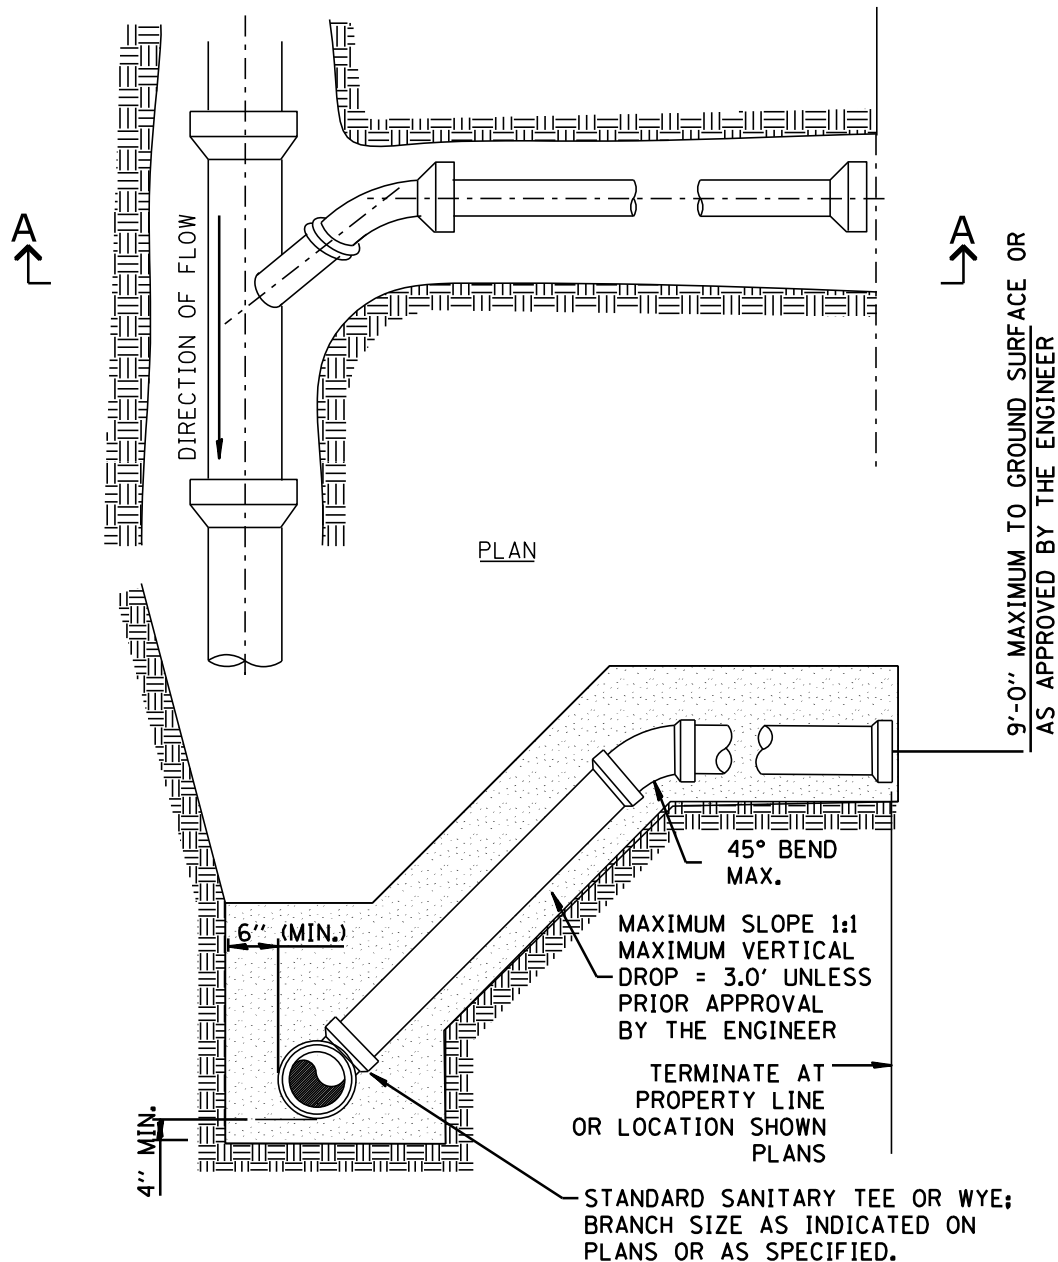 A
A
DIRECTION OF FLOW
9'-0" MAXIMUM TO GROUND SURFACE OR
AS APPROVED BY THE ENGINEER
PLAN
45° BEND
MAX.
6" (MIN.)
MAXIMUM SLOPE 1:1
MAXIMUM VERTICAL
DROP = 3.0' UNLESS
PRIOR APPROVAL
BY THE ENGINEER
TERMINATE AT
PROPERTY LINE
OR LOCATION SHOWN
PLANS
4" MIN.
STANDARD SANITARY TEE OR WYE;
BRANCH SIZE AS INDICATED ON
PLANS OR AS SPECIFIED.